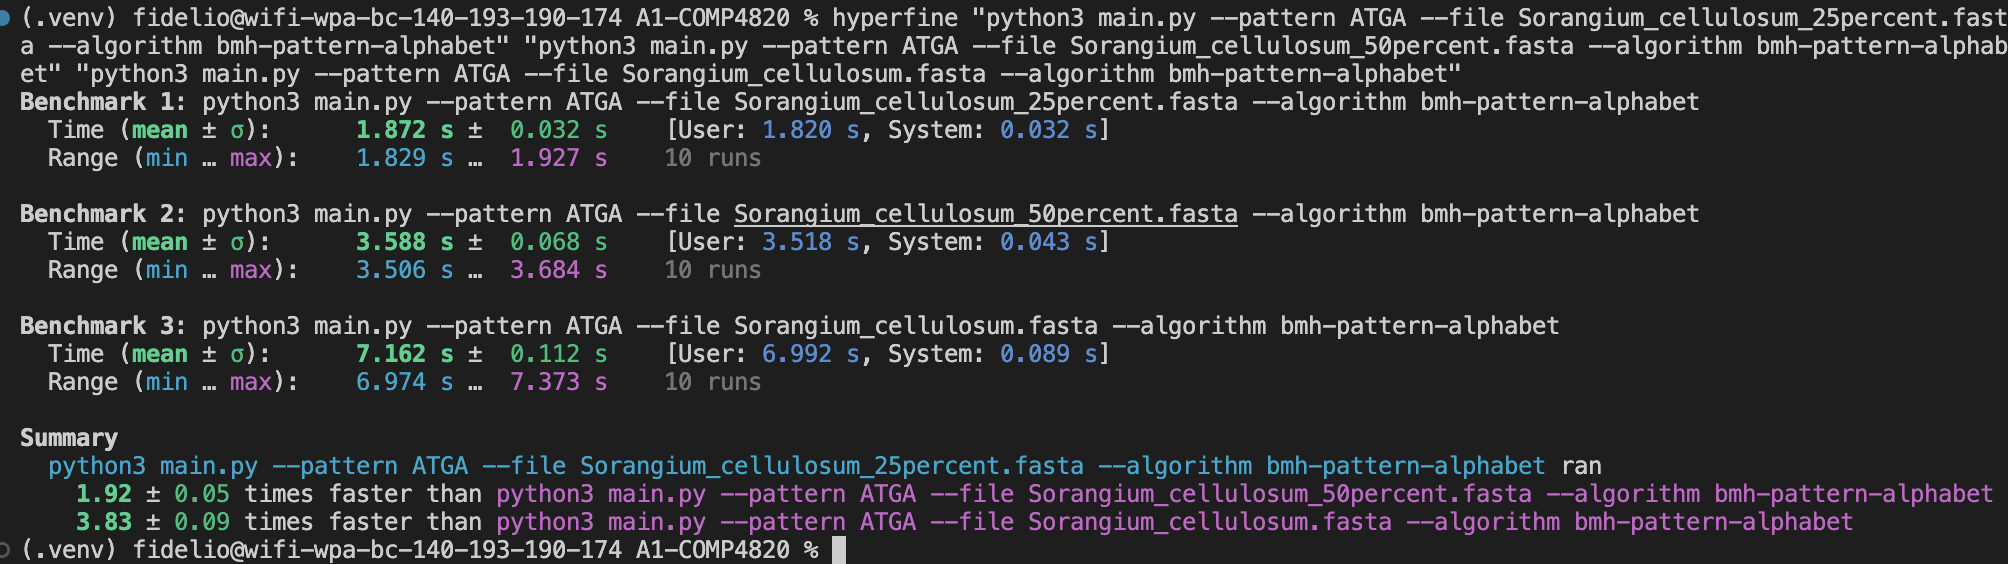 (.venv) fidelio@wifi-wpa-bc-140-193-190-174 A1-COMP4820 % hyperfine "python3 main.py --pattern ATGA --file Sorangium_cellulosum_25percent.fast
a --algorithm bmh-pattern-alphabet" "python3 main.py --pattern ATGA --file Sorangium_cellulosum_50percent.fasta --algorithm bmh-pattern-alphab
et" "python3 main.py --pattern ATGA --file Sorangium_cellulosum.fasta --algorithm bmh-pattern-alphabet"
Benchmark 1: python3 main.py --pattern ATGA --file Sorangium_cellulosum_25percent.fasta --algorithm bmh-pattern-alphabet
Time (mean ± σ): 1.872 s ± 0.032 s [User: 1.820 s, System: 0.032 s]
Range (min … max): 1.829 s … 1.927 s 10 runs
Benchmark 2: python3 main.py --pattern ATGA --file Sorangium_cellulosum_50percent.fasta --algorithm bmh-pattern-alphabet
Time (mean ± σ): 3.588 s ± 0.068 s [User: 3.518 s, System: 0.043 s]
Range (min … max): 3.506 s … 3.684 s 10 runs
Benchmark 3: python3 main.py --pattern ATGA --file Sorangium_cellulosum.fasta --algorithm bmh-pattern-alphabet
Time (mean ± σ): 7.162 s ± 0.112 s [User: 6.992 s, System: 0.089 s]
Range (min … max): 6.974 s … 7.373 s 10 runs
Summary
python3 main.py --pattern ATGA --file Sorangium_cellulosum_25percent.fasta --algorithm bmh-pattern-alphabet ran
1.92 ± 0.05 times faster than python3 main.py --pattern ATGA --file Sorangium_cellulosum_50percent.fasta --algorithm bmh-pattern-alphabet
3.83 ± 0.09 times faster than python3 main.py --pattern ATGA --file Sorangium_cellulosum.fasta --algorithm bmh-pattern-alphabet
(.venv) fidelio@wifi-wpa-bc-140-193-190-174 A1-COMP4820 %